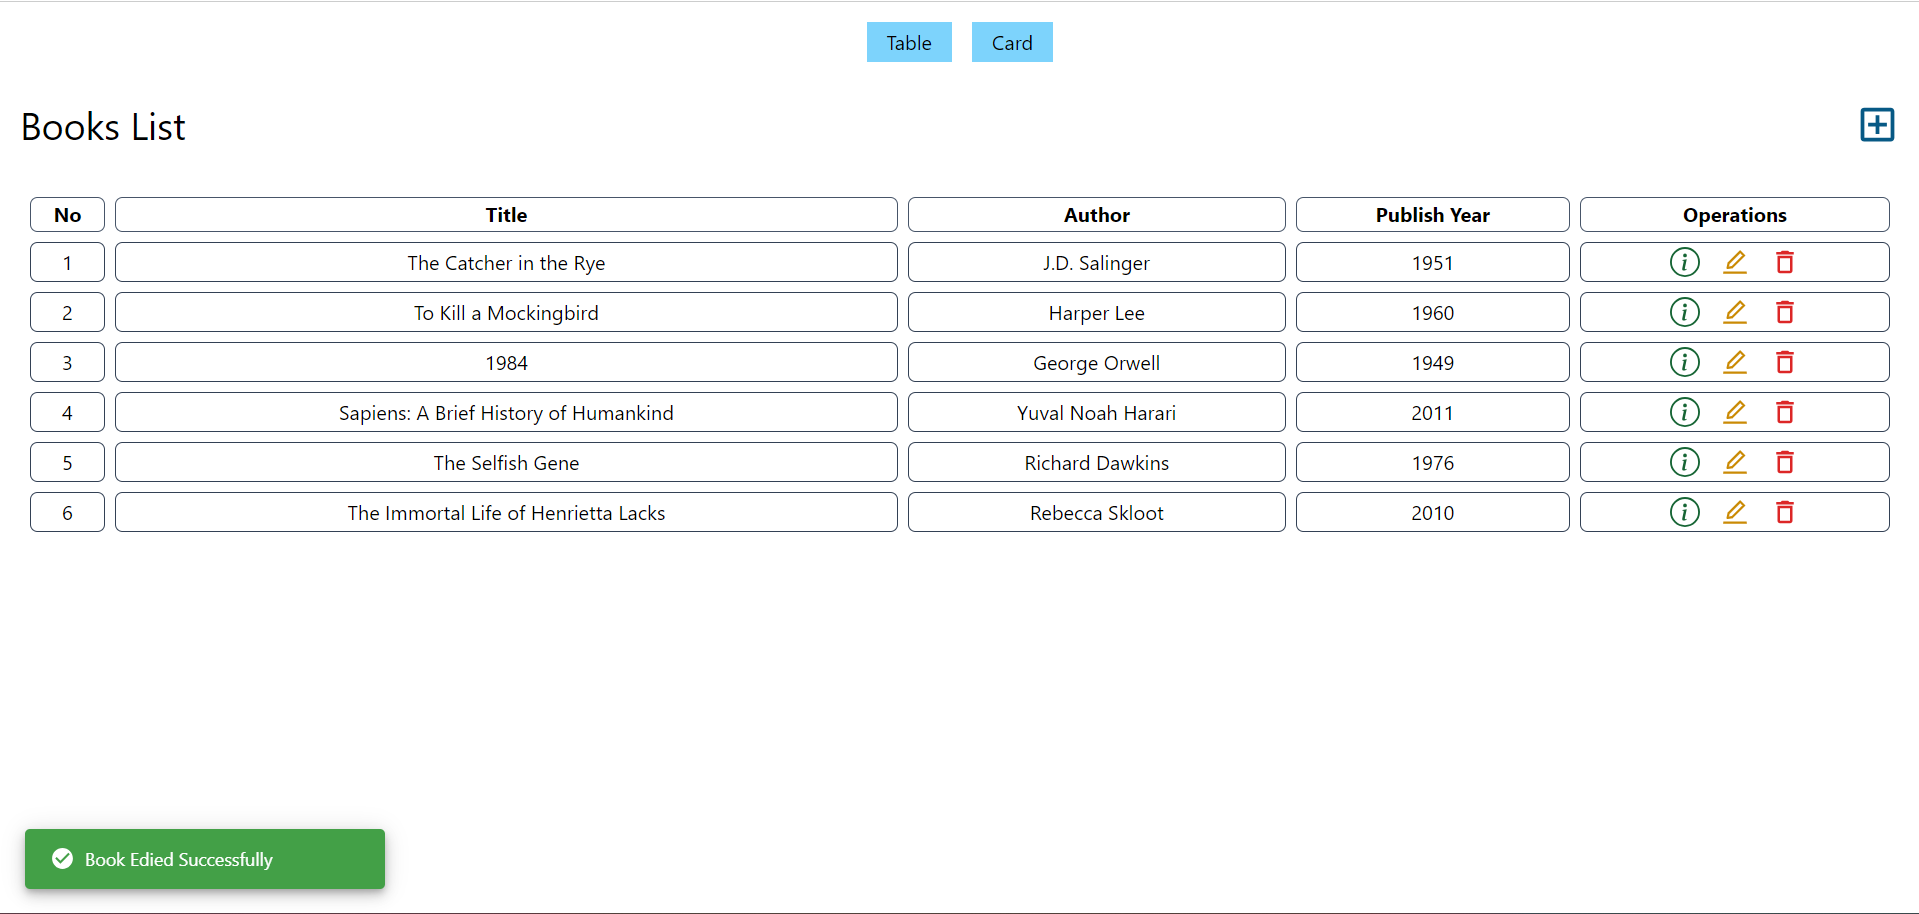 Table Card
Books List
No Title Author Publish Year Operations
1 The Catcher in the Rye J.D. Salinger 1951
2 To Kill a Mockingbird Harper Lee 1960
3 1984 George Orwell 1949
4 Sapiens: A Brief History of Humankind Yuval Noah Harari 2011
5 The Selfish Gene Richard Dawkins 1976
6 The Immortal Life of Henrietta Lacks Rebecca Skloot 2010
Book Edied Successfully